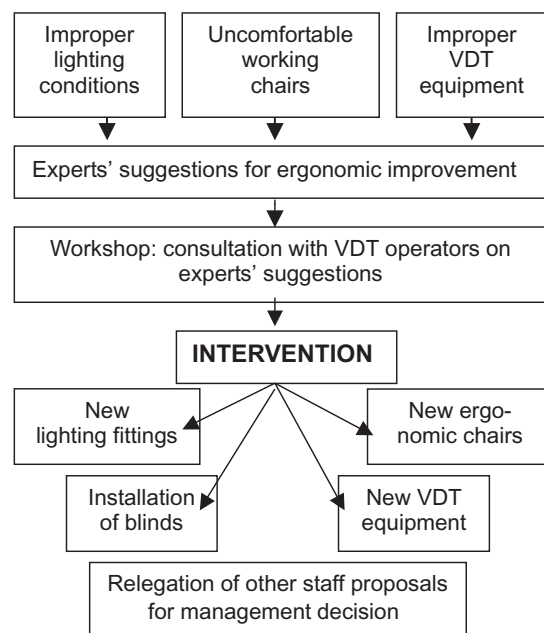 Improper
lighting
conditions
Uncomfortable
working
chairs
Improper
VDT
equipment
Experts' suggestions for ergonomic improvement
Workshop: consultation with VDT operators on
experts' suggestions
INTERVENTION
New
lighting fittings
New ergo-
nomic chairs
Installation
of blinds
New VDT
equipment
Relegation of other staff proposals
for management decision